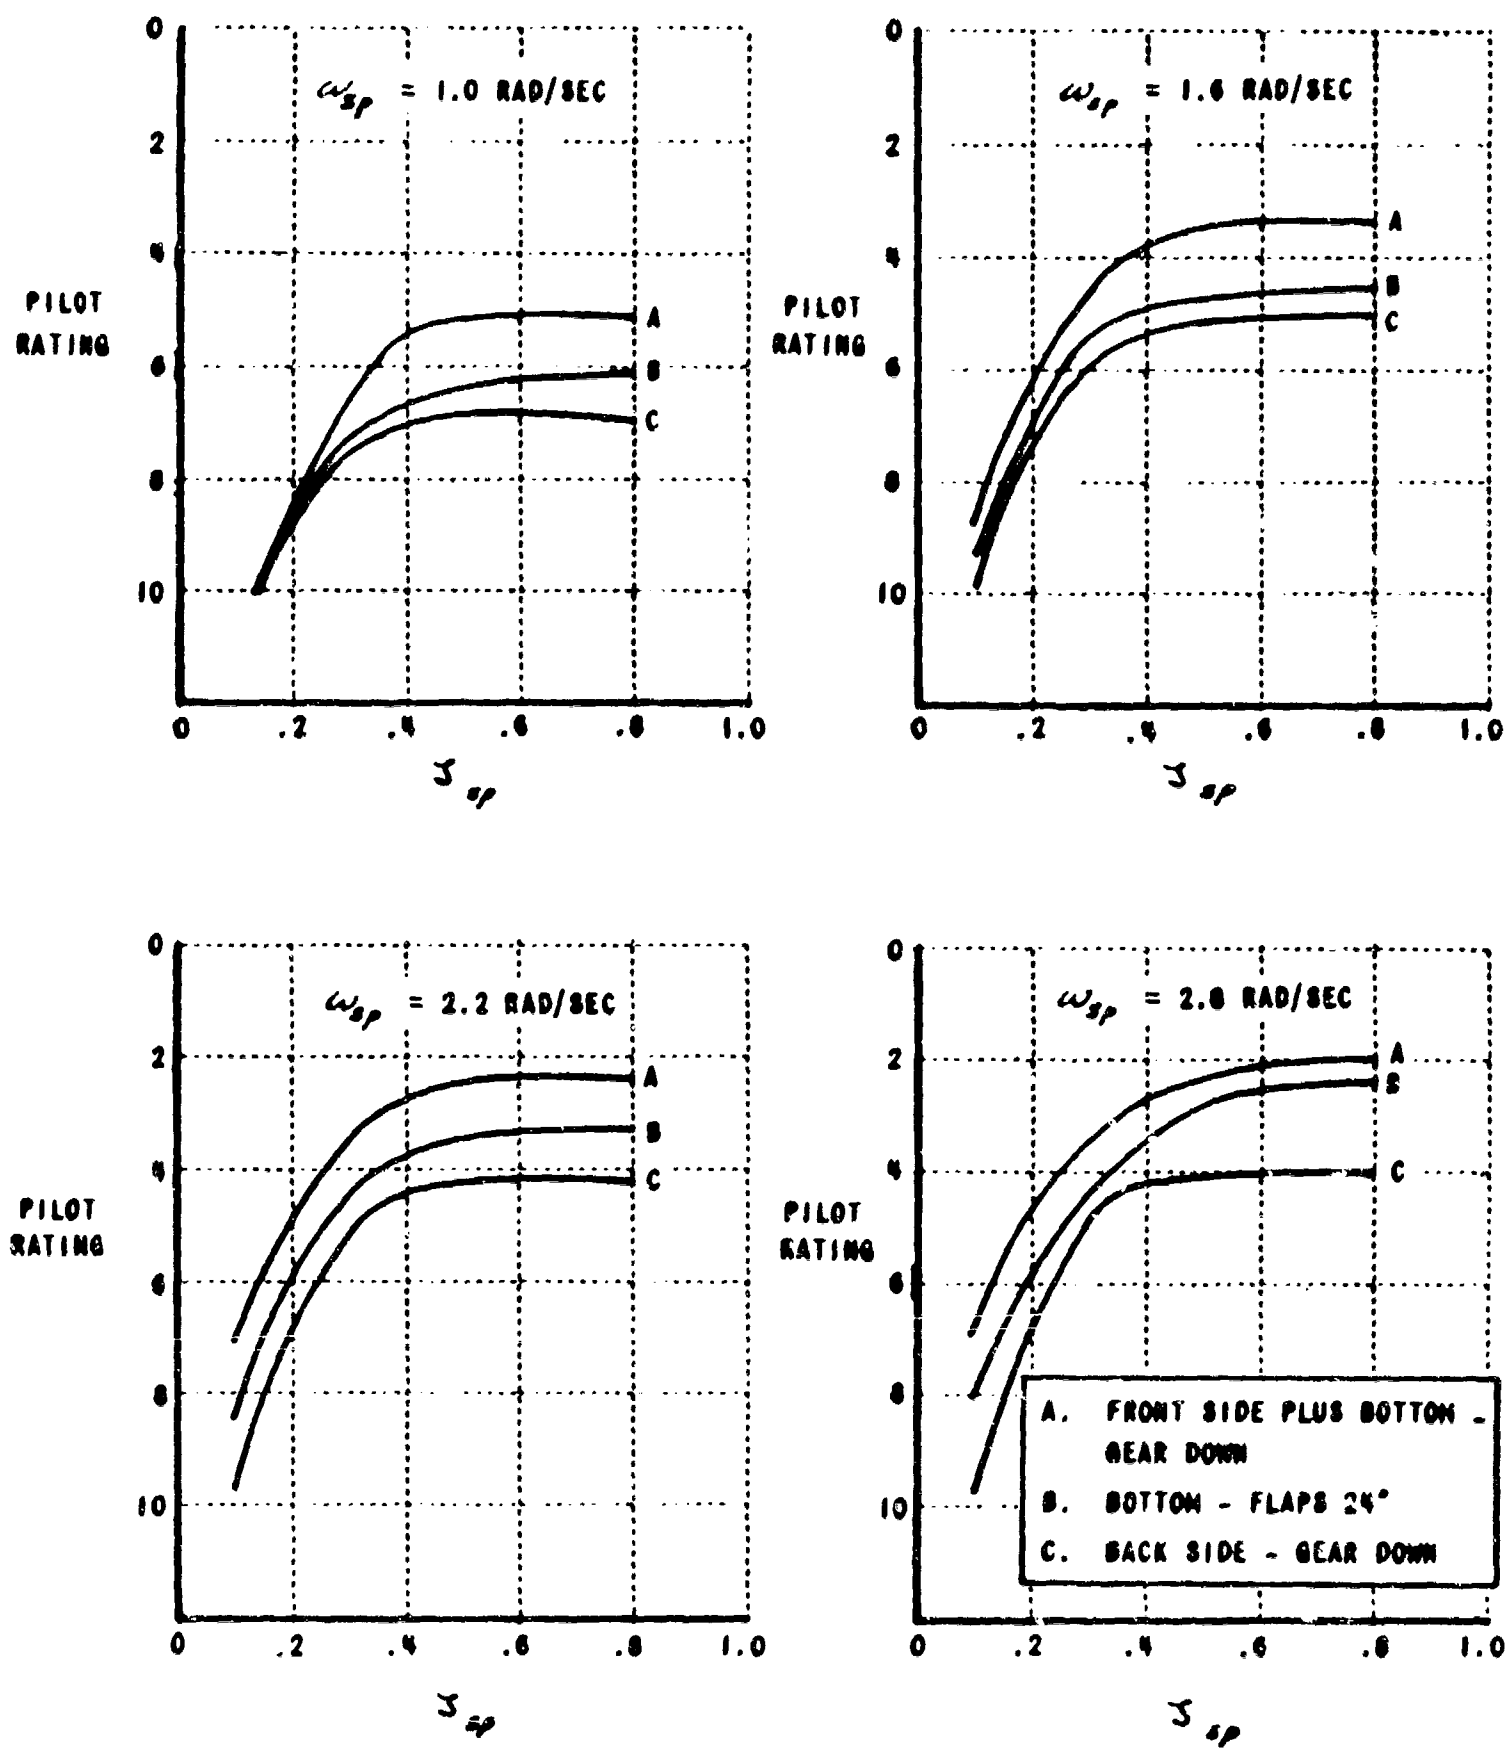 0
ω_sp = 1.0 RAD/SEC
2
4
PILOT
RATING
A
6
B
C
8
10
0 .2 .4 .6 .8 1.0
ζ_sp
0
ω_sp = 1.6 RAD/SEC
2
A
4
PILOT
RATING
B
C
6
8
10
0 .2 .4 .6 .8 1.0
ζ_sp
0
ω_sp = 2.2 RAD/SEC
2
A
B
4
C
PILOT
RATING
6
8
10
0 .2 .4 .6 .8 1.0
ζ_sp
0
ω_sp = 2.8 RAD/SEC
2
A
B
4
C
PILOT
RATING
6
8
10
A. FRONT SIDE PLUS BOTTOM -
GEAR DOWN
B. BOTTOM - FLAPS 24°
C. BACK SIDE - GEAR DOWN
0 .2 .4 .6 .8 1.0
ζ_sp